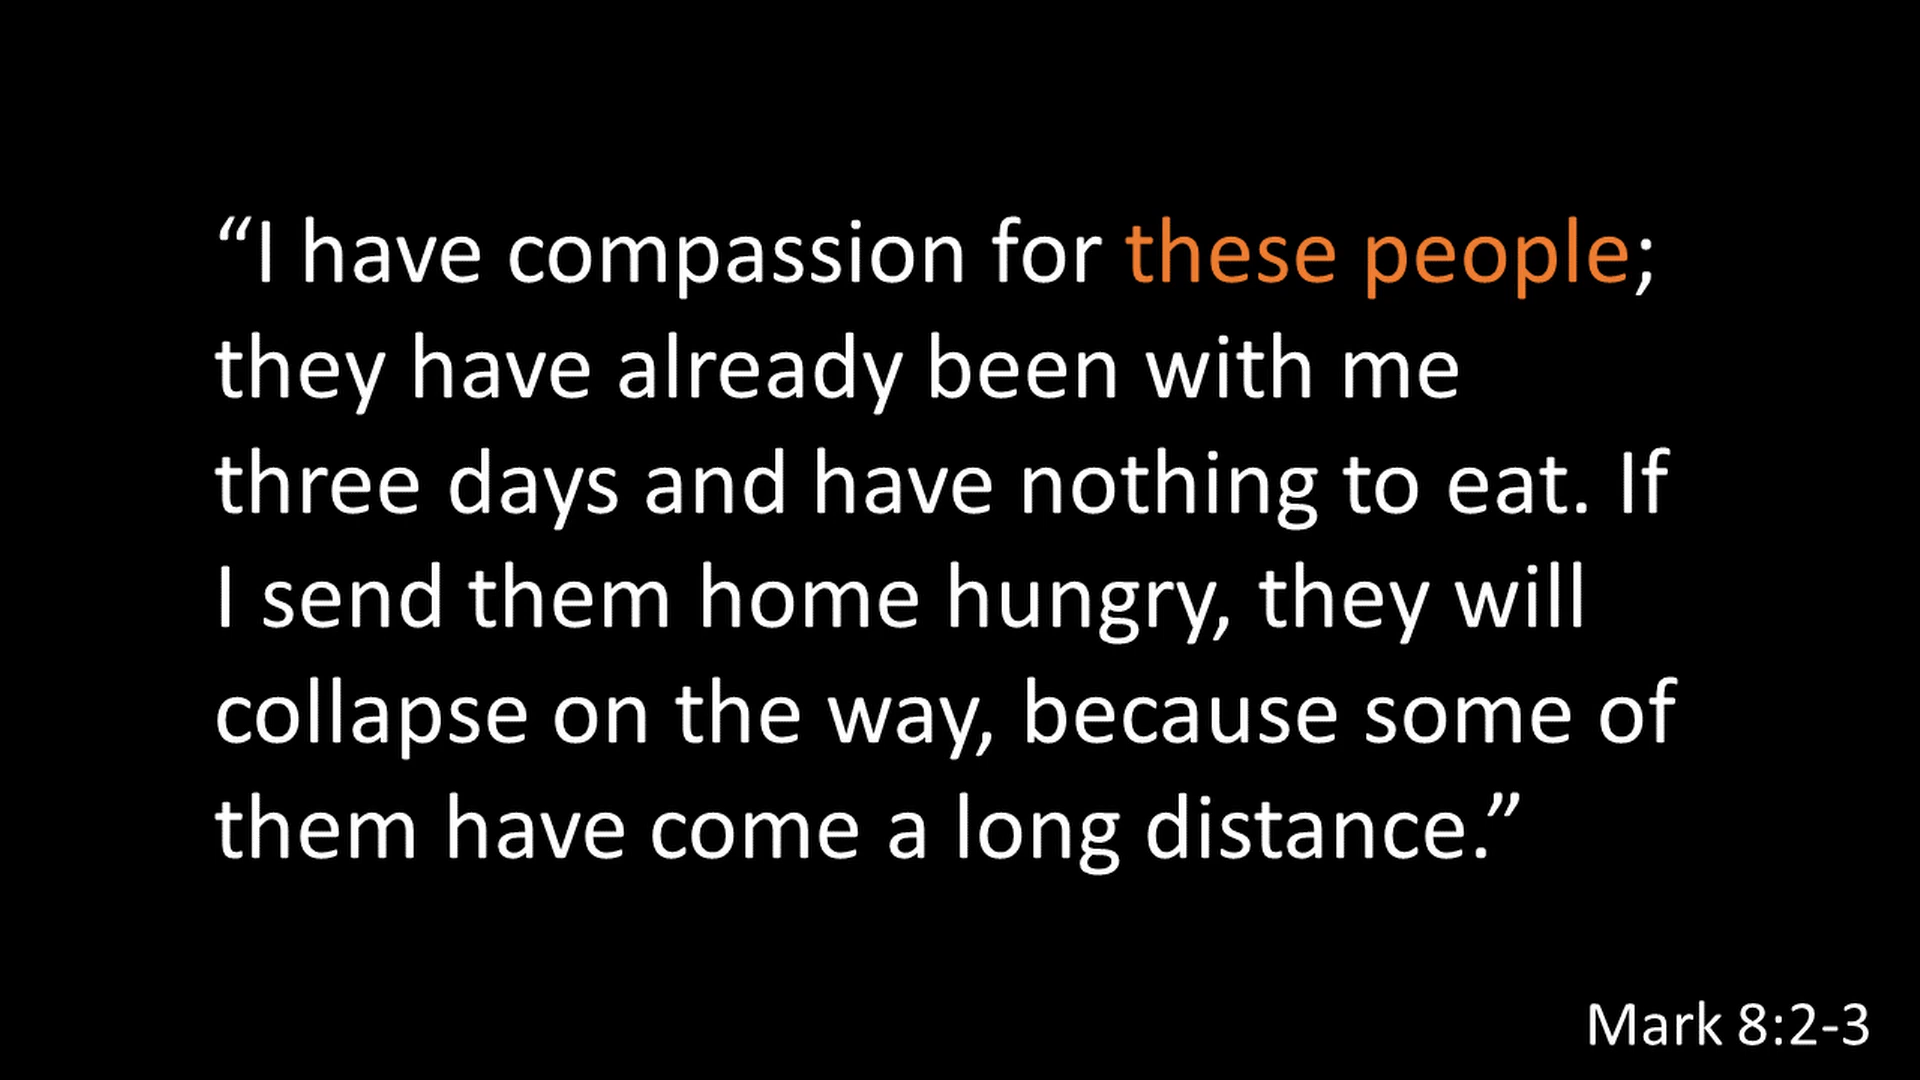 “I have compassion for these people;
they have already been with me
three days and have nothing to eat. If
I send them home hungry, they will
collapse on the way, because some of
them have come a long distance.”
Mark 8:2-3